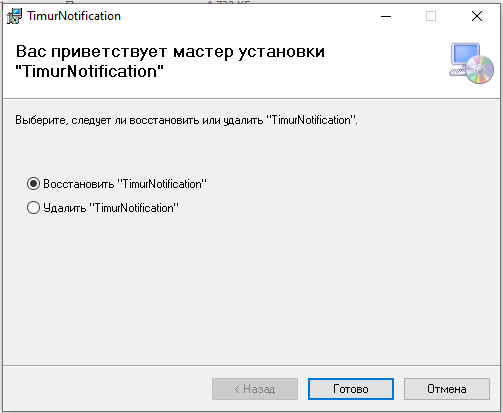 TimurNotification
Вас приветствует мастер установки
"TimurNotification"
Выберите, следует ли восстановить или удалить "TimurNotification".
Восстановить "TimurNotification"
Удалить "TimurNotification"
< Назад
Готово
Отмена